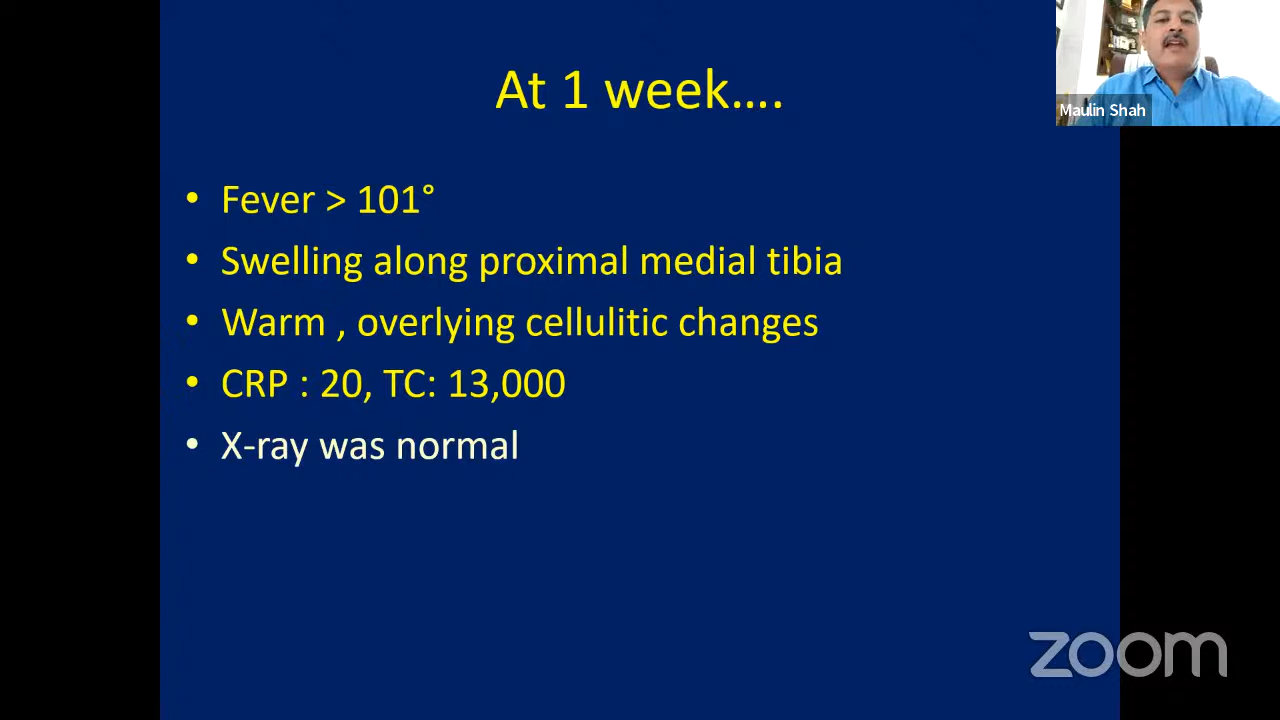 At 1 week....
Maulin Shah
• Fever > 101°
• Swelling along proximal medial tibia
• Warm , overlying cellulitic changes
• CRP : 20, TC: 13,000
• X-ray was normal
zoom